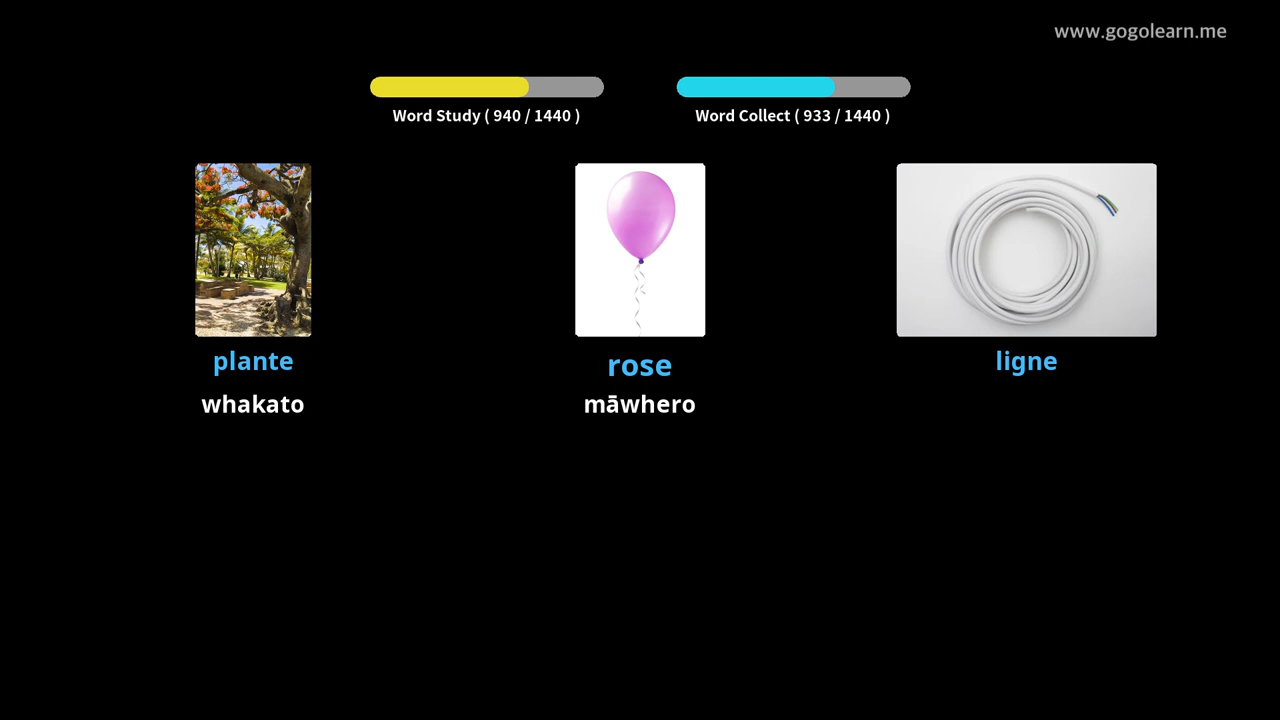 www.gogolearn.me
Word Study ( 940 / 1440 )
Word Collect ( 933 / 1440 )
plante
rose
ligne
whakato
māwhero